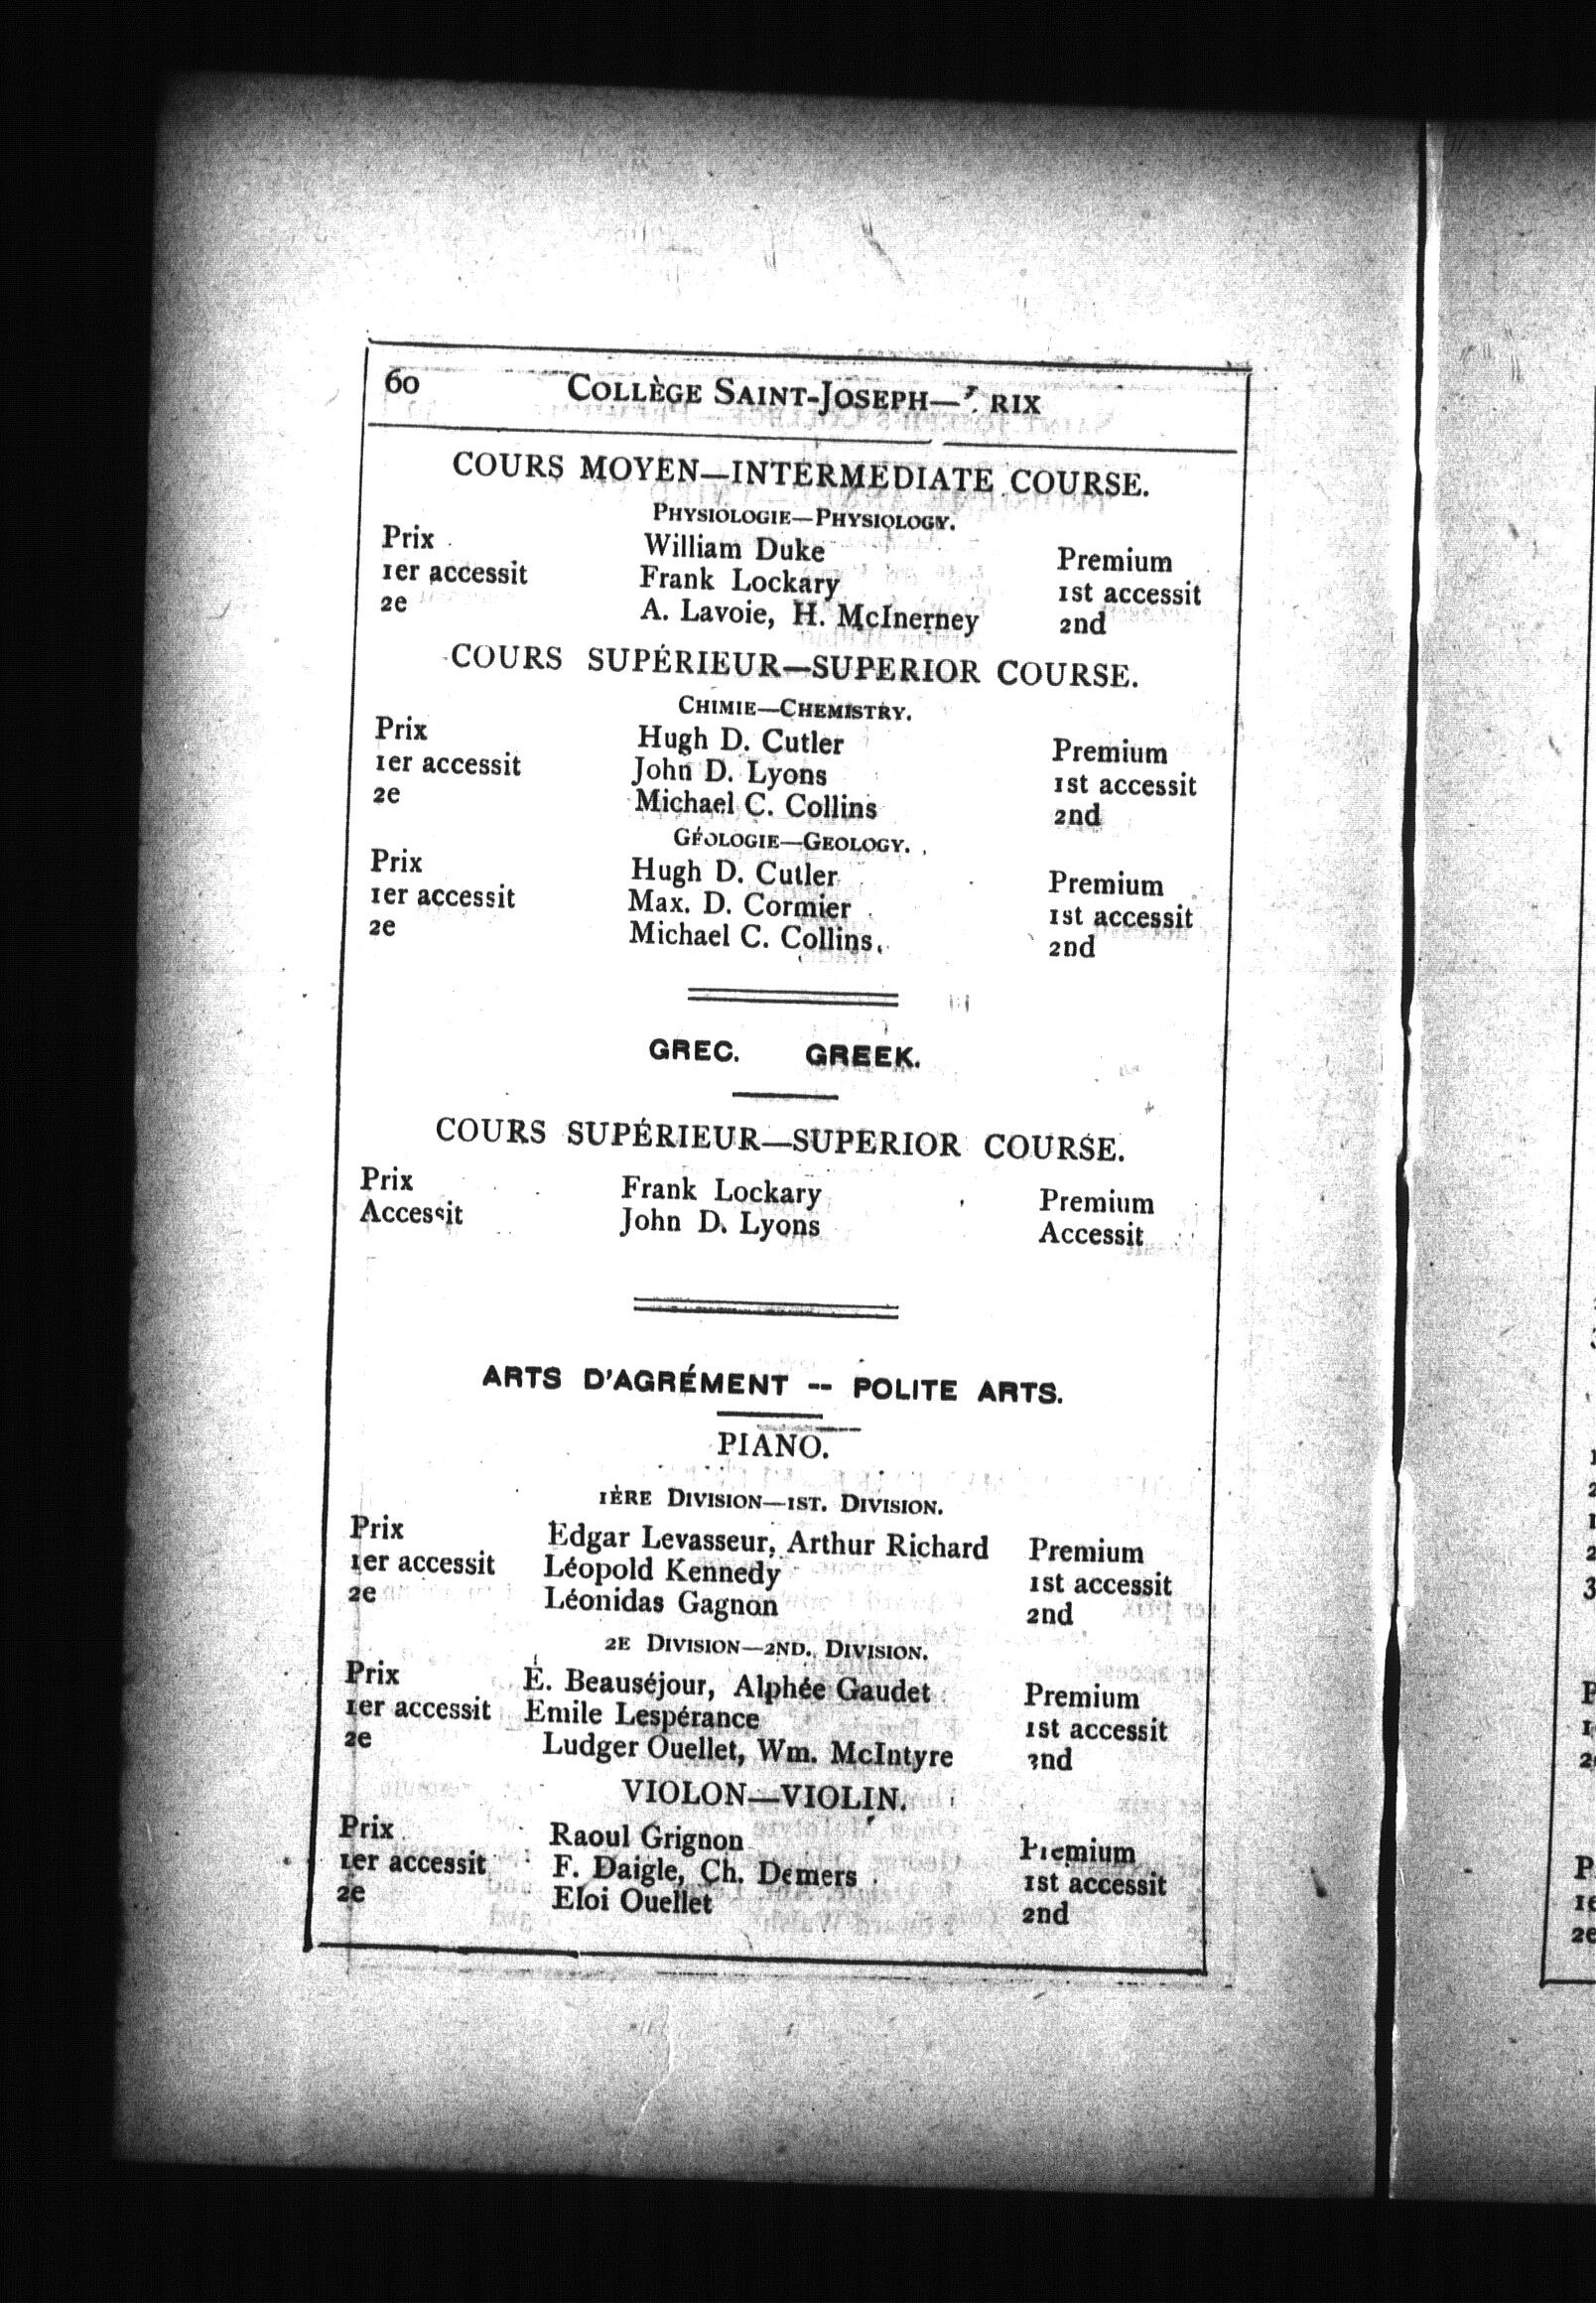 60 COLLÈGE SAINT-JOSEPH— RIX
COURS MOYEN—INTERMEDIATE COURSE.
PHYSIOLOGIE—PHYSIOLOGY.
Prix William Duke Premium
1er accessit Frank Lockary 1st accessit
2e A. Lavoie, H. McInerney 2nd
COURS SUPÉRIEUR—SUPERIOR COURSE.
CHIMIE—CHEMISTRY.
Prix Hugh D. Cutler Premium
1er accessit John D. Lyons 1st accessit
2e Michael C. Collins 2nd
GÉOLOGIE—GEOLOGY.
Prix Hugh D. Cutler Premium
1er accessit Max. D. Cormier 1st accessit
2e Michael C. Collins. 2nd
GREC. GREEK.
COURS SUPÉRIEUR—SUPERIOR COURSE.
Prix Frank Lockary Premium
Accessit John D. Lyons Accessit
ARTS D'AGRÉMENT -- POLITE ARTS.
PIANO.
1ÈRE DIVISION—1ST. DIVISION.
Prix Edgar Levasseur, Arthur Richard Premium
1er accessit Léopold Kennedy 1st accessit
2e Léonidas Gagnon 2nd
2E DIVISION—2ND. DIVISION.
Prix É. Beauséjour, Alphée Gaudet Premium
1er accessit Emile Lespérance 1st accessit
2e Ludger Ouellet, Wm. McIntyre 2nd
VIOLON—VIOLIN.
Prix Raoul Grignon Premium
1er accessit F. Daigle, Ch. Demers 1st accessit
2e Eloi Ouellet 2nd